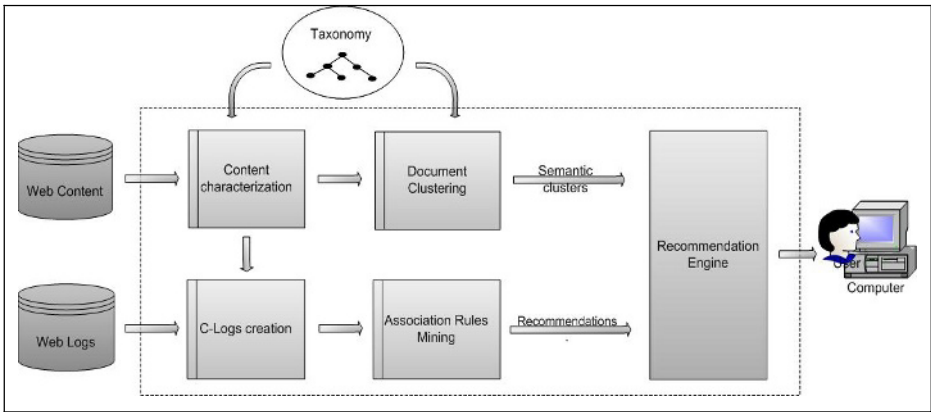 Taxonomy
Web Content
Content
characterization
Document
Clustering
Semantic
clusters
Recommendation
Engine
User
Computer
Web Logs
C-Logs creation
Association Rules
Mining
Recommendations